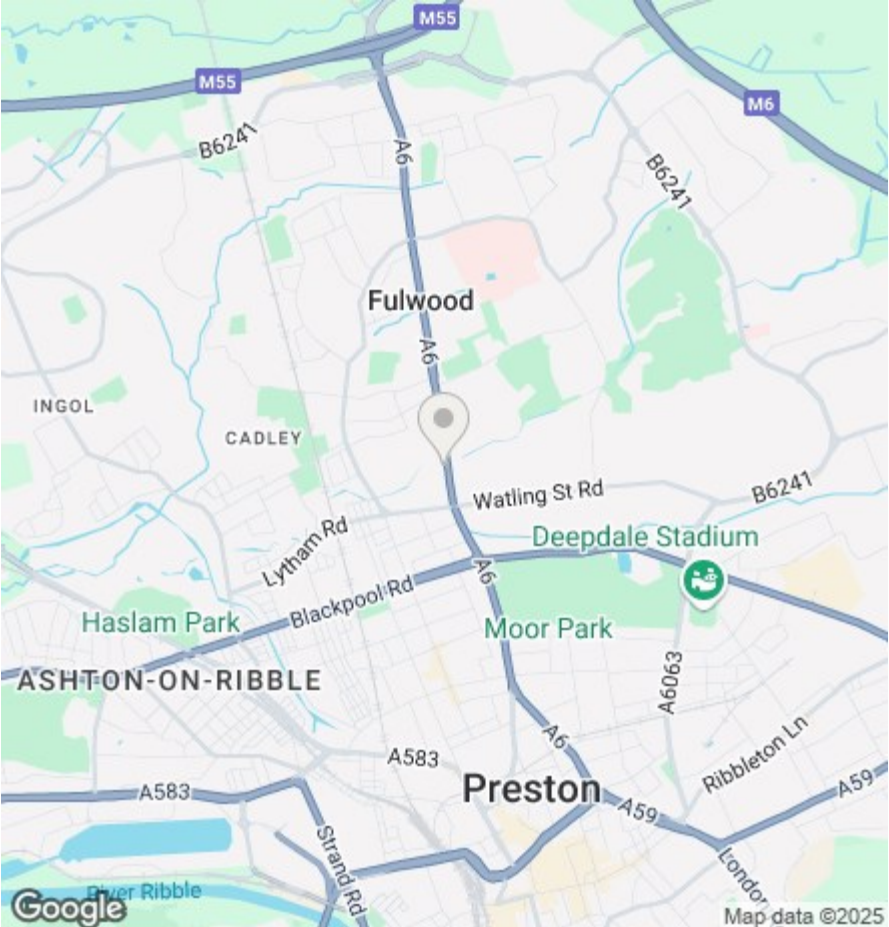 M55
M55
M6
B6241
A6
B6241
Fulwood
A6
INGOL
CADLEY
Watling St Rd
B6241
Lytham Rd
Deepdale Stadium
A6
Blackpool Rd
Haslam Park
Moor Park
ASHTON-ON-RIBBLE
A6063
A6
A583
Ribbleton Ln
Preston
A583
A59
A59
Strand Rd
London
River Ribble
Google
Map data ©2025